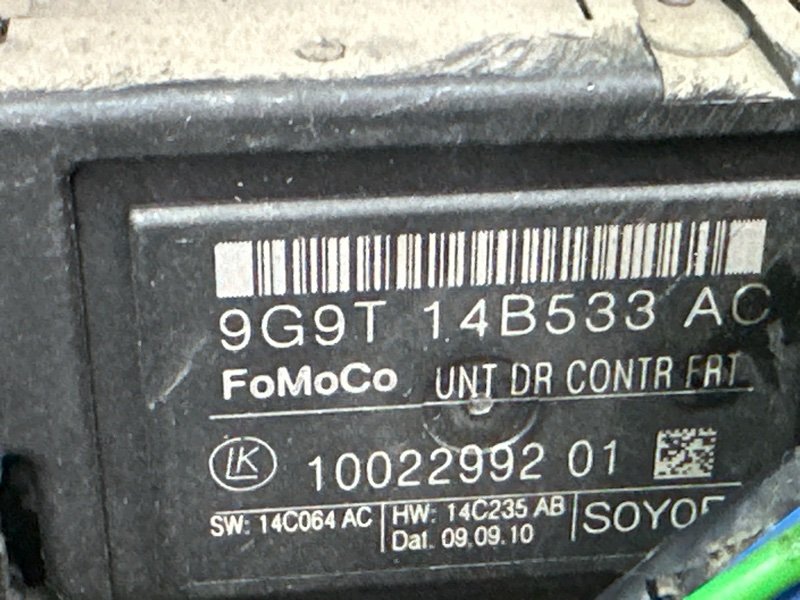 9G9T 14B533 AC
FoMoCo UNT DR CONTR FRT
LK 10022992 01
SW: 14C064 AC HW: 14C235 AB
Dat. 09.09.10